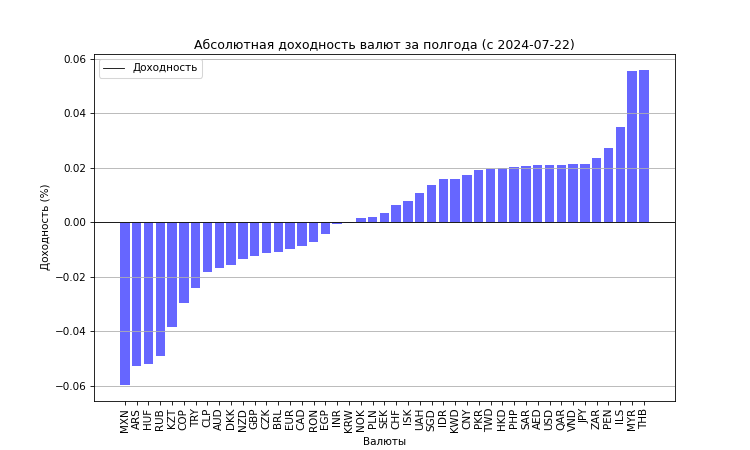 Абсолютная доходность валют за полгода (с 2024-07-22)
Доходность
Доходность (%)
0.06
0.04
0.02
0.00
−0.02
−0.04
−0.06
MXN
ARS
HUF
RUB
KZT
COP
TRY
CLP
AUD
DKK
NZD
GBP
CZK
BRL
EUR
CAD
RON
EGP
INR
KRW
NOK
PLN
SEK
CHF
ISK
UAH
SGD
IDR
KWD
CNY
PKR
TWD
HKD
PHP
SAR
AED
USD
QAR
VND
JPY
ZAR
PEN
ILS
MYR
THB
Валюты